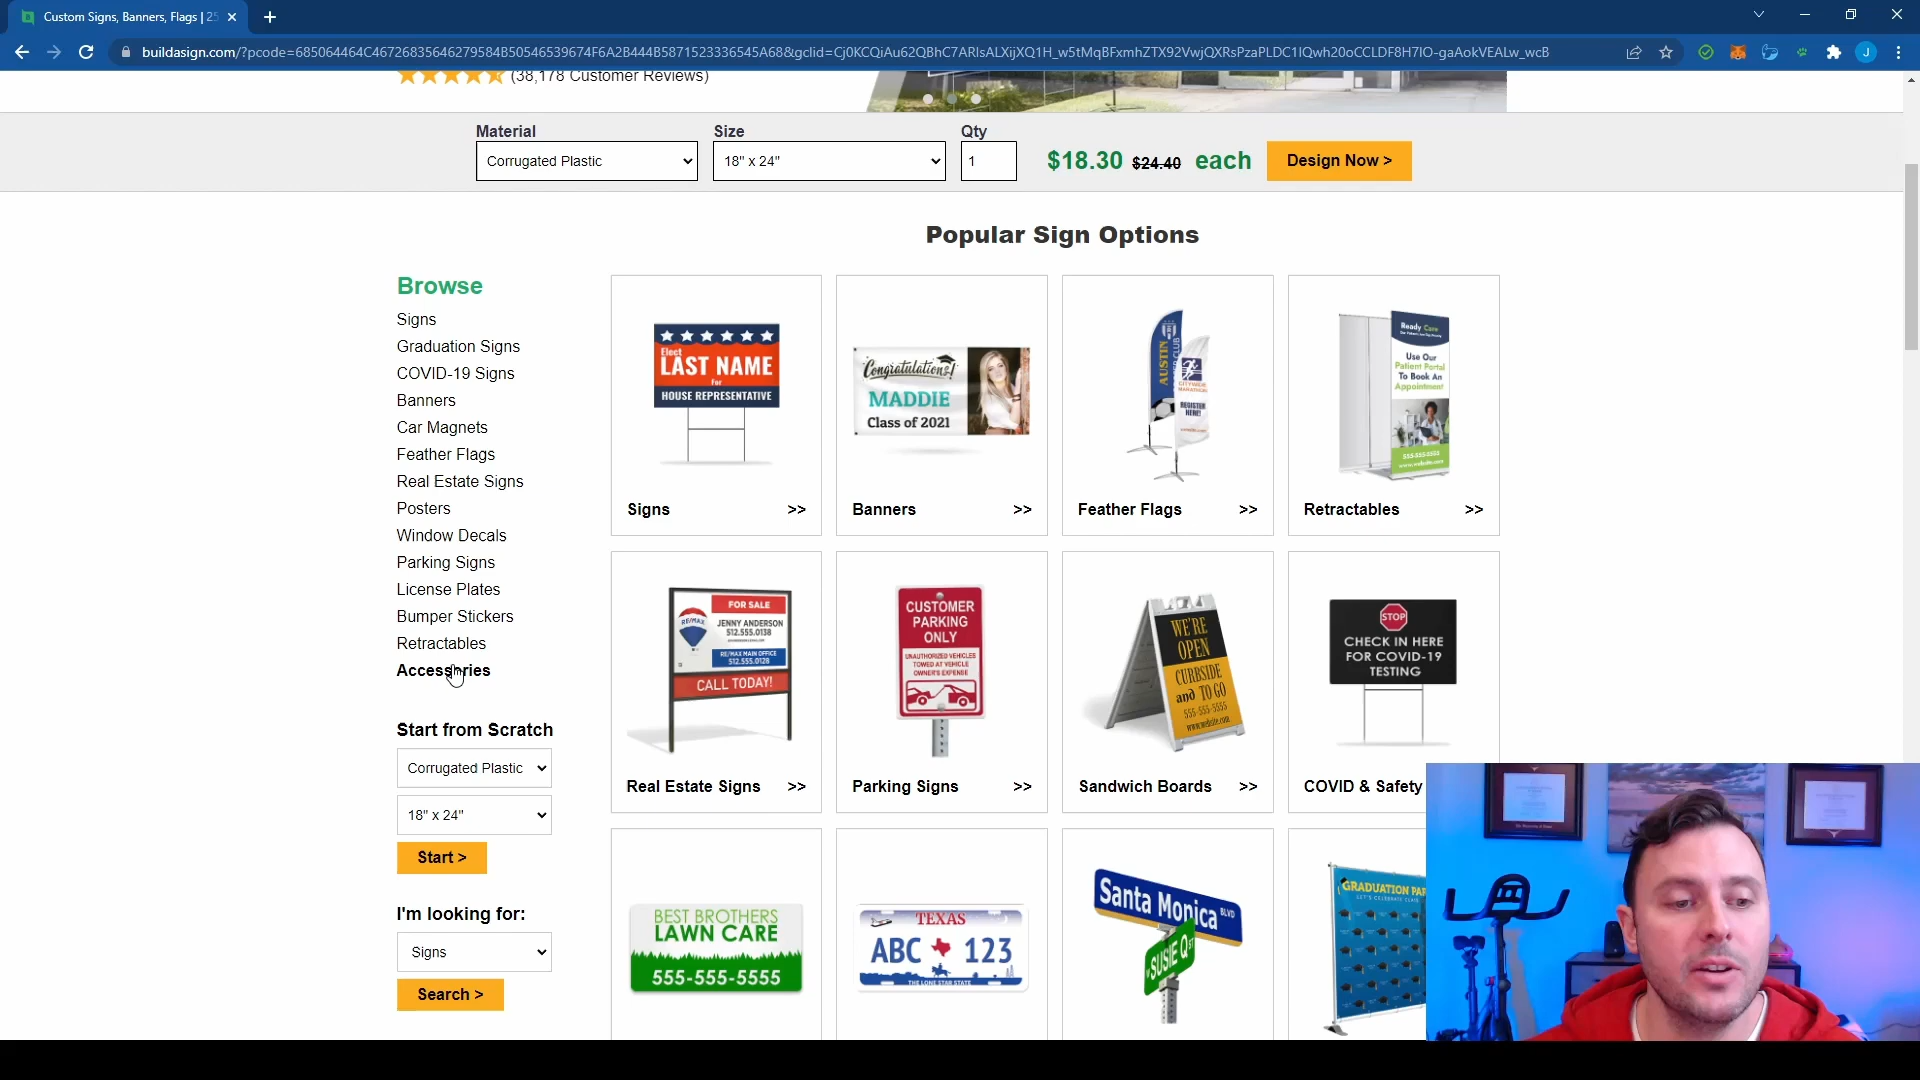 Custom Signs, Banners, Flags | 25
buildasign.com/?pcode=685064464C46726835646279584B50546539674F6A2B444B5871523336545A68&gclid=Cj0KCQiAu62QBhC7ARIsALXijXQ1H_w5tMqBFxmhZTX92VwjQXRsPzaPLDC1IQwh20oCCLDF8H7IO-gaAokVEALw_wcB
J
(38,178 Customer Reviews)
Material
Size
Qty
Corrugated Plastic
18" x 24"
1
$18.30 $24.40 each
Design Now >
Popular Sign Options
Browse
Signs
Graduation Signs
COVID-19 Signs
Banners
Car Magnets
Feather Flags
Real Estate Signs
Posters
Window Decals
Parking Signs
License Plates
Bumper Stickers
Retractables
Accessories
Start from Scratch
Corrugated Plastic
18" x 24"
Start >
I'm looking for:
Signs
Search >
Elect
LAST NAME
For
HOUSE REPRESENTATIVE
Signs >>
Congratulations!
MADDIE
Class of 2021
Banners >>
AUSTIN
CLUB
CITYWIDE
MARATHON
REGISTER
HERE!
Feather Flags >>
Ready Care
Use Our
Patient Portal
To Book An
Appointment!
555-555-5555
www.website.com
Retractables >>
FOR SALE
RE/MAX
JENNY ANDERSON
512.555.0138
RE/MAX MAIN OFFICE
512.555.0128
CALL TODAY!
Real Estate Signs >>
CUSTOMER
PARKING
ONLY
UNAUTHORIZED VEHICLES
TOWED AT VEHICLE
OWNER'S EXPENSE
Parking Signs >>
WE'RE
OPEN
CURBSIDE
and TO GO
555-555-5555
www.website.com
Sandwich Boards >>
STOP
CHECK IN HERE
FOR COVID-19
TESTING
COVID & Safety
BEST BROTHERS
LAWN CARE
555-555-5555
TEXAS
ABC 123
THE LONE STAR STATE
Santa Monica BLVD
SUSIE Q ST
GRADUATION PAR
LET'S CELEBRATE CLASS